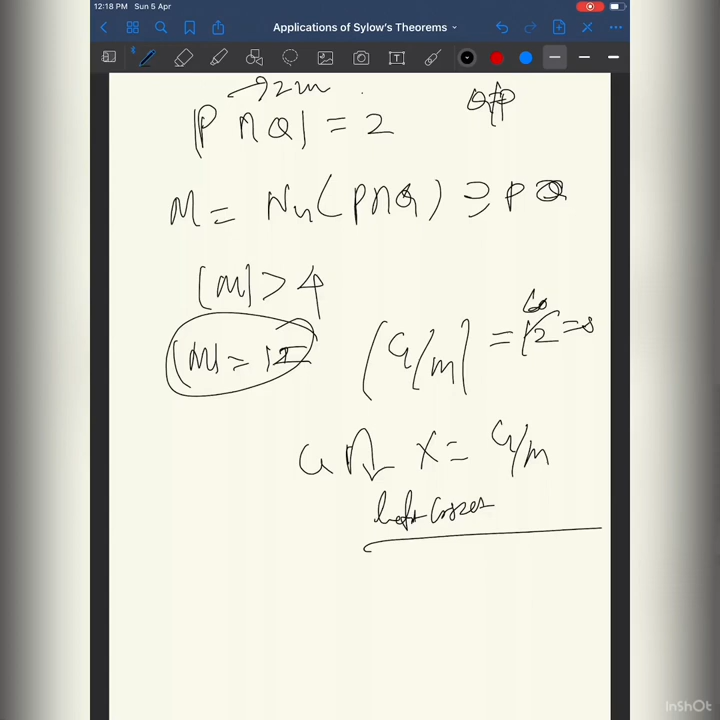 12:18 PM Sun 5 Apr
Applications of Sylow's Theorems
T
→ 2 m
|P ∩ Q| = 2
Q ≠ P
M = N_G(P∩Q) ⊇ P Q
|M| > 4
|M| = 12
|G/M| = 60/12 = 5
G ↷ X = G/M
left cosets
InShOt